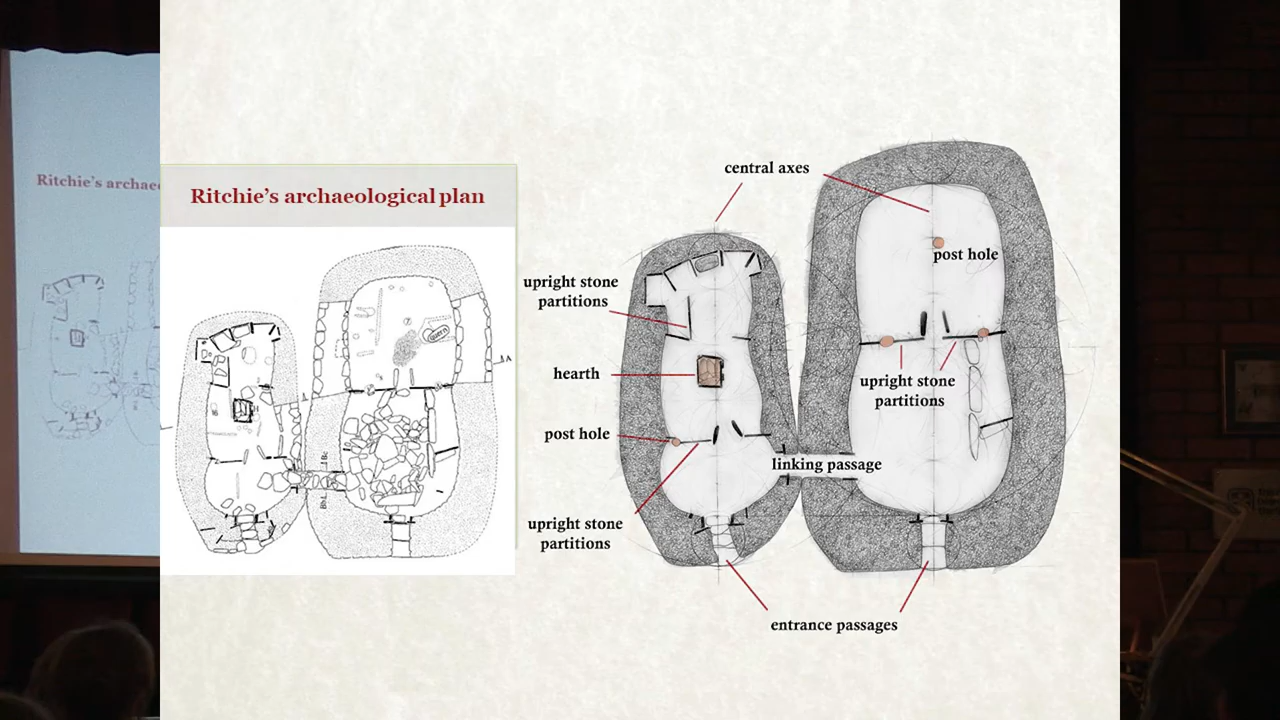 Ritchie's archae
Ritchie's archaeological plan
central axes
post hole
upright stone
partitions
hearth
upright stone
partitions
post hole
linking passage
upright stone
partitions
entrance passages